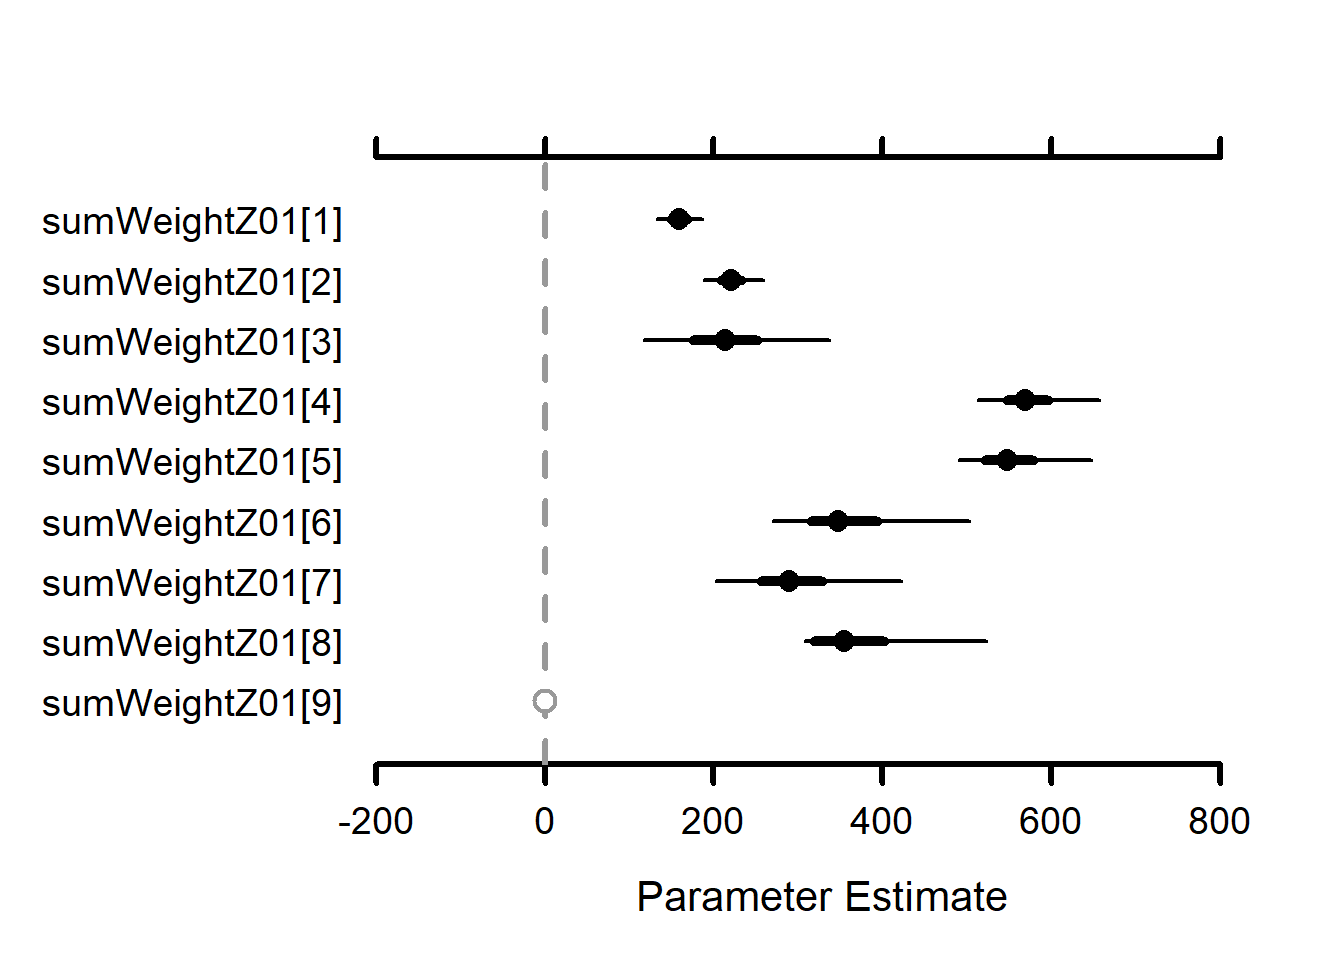 sumWeightZ01[1]
sumWeightZ01[2]
sumWeightZ01[3]
sumWeightZ01[4]
sumWeightZ01[5]
sumWeightZ01[6]
sumWeightZ01[7]
sumWeightZ01[8]
sumWeightZ01[9]
-200 0 200 400 600 800
Parameter Estimate